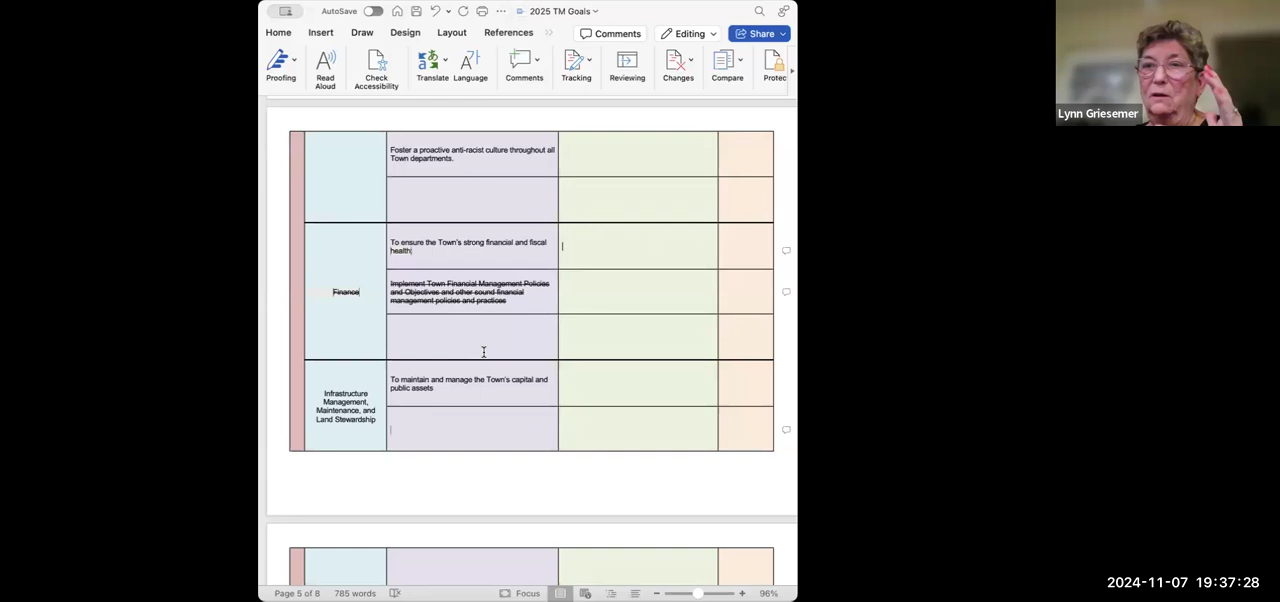 AutoSave
2025 TM Goals
Home
Insert
Draw
Design
Layout
References
Comments
Editing
Share
Proofing
Read
Aloud
Check
Accessibility
Translate
Language
Comments
Tracking
Reviewing
Changes
Compare
Protec
Lynn Griesemer
Foster a proactive anti-racist culture throughout all
Town departments.
To ensure the Town's strong financial and fiscal
health
Finance
Implement Town Financial Management Policies
and Objectives and other sound financial
management policies and practices
Infrastructure
Management,
Maintenance, and
Land Stewardship
To maintain and manage the Town's capital and
public assets
Page 5 of 8
785 words
Focus
96%
2024-11-07 19:37:28